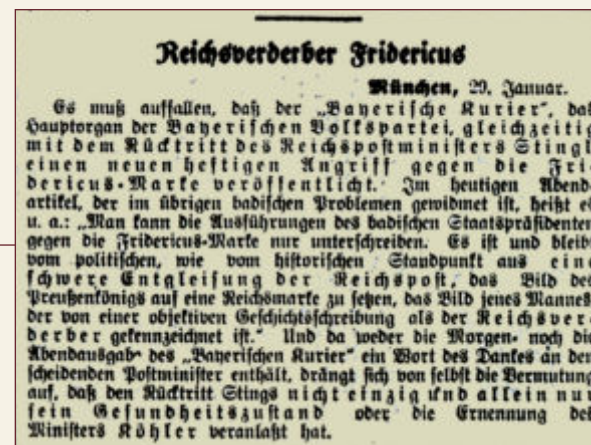 Reichsverderber Fridericus
München, 29. Januar.
Es muß auffallen, daß der „Bayerische Kurier“, das
Hauptorgan der Bayerischen Volkspartei, gleichzeitig
mit dem Rücktritt des Reichspostministers Stingl
einen neuen heftigen Angriff gegen die Fri-
dericus-Marke veröffentlicht. Im heutigen Abend-
artikel, der im übrigen badischen Problemen gewidmet ist, heißt es
u. a.: „Man kann die Ausführungen des badischen Staatspräsidenten
gegen die Fridericus-Marke nur unterschreiben. Es ist und bleibt
vom politischen, wie vom historischen Standpunkt aus eine
schwere Entgleisung der Reichspost, das Bild des
Preußenkönigs auf eine Reichsmarke zu setzen, das Bild jenes Mannes,
der von einer objektiven Geschichtschreibung als der Reichsver-
derber gekennzeichnet ist.“ Und da weder die Morgen- noch die
Abendausgabe des „Bayerischen Kurier“ ein Wort des Dankes an den
scheidenden Postminister enthält, drängt sich von selbst die Vermutung
auf, daß den Rücktritt Stings nicht einzig und allein nur
sein Gesundheitszustand oder die Ernennung des
Ministers Köhler veranlaßt hat.